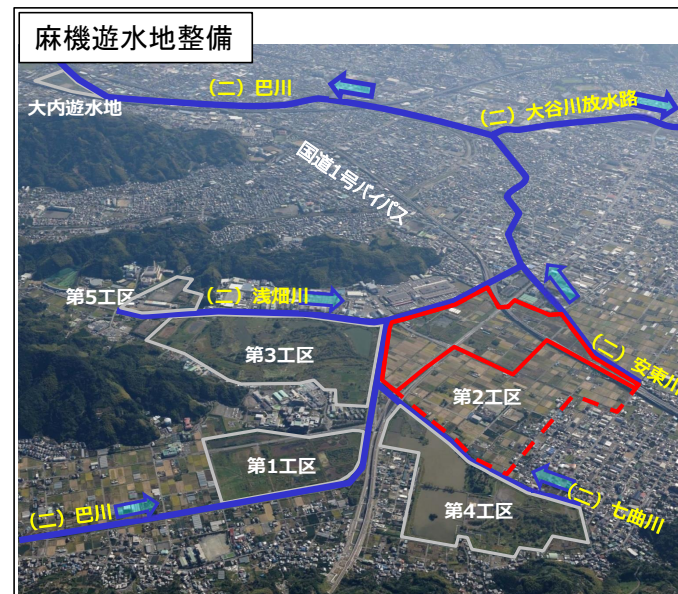 麻機遊水地整備
(二)巴川
大内遊水地
(二)大谷川放水路
国道1号バイパス
第5工区
(二)浅畑川
第3工区
(二)安東川
第2工区
第1工区
第4工区
(二)七曲川
(二)巴川